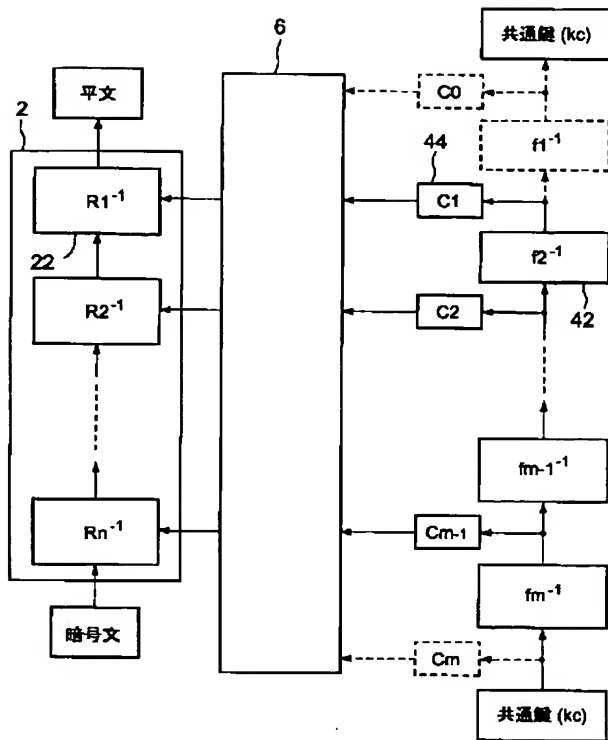 共通鍵 (kc)
6
平文
C0
2
f1⁻¹
44
R1⁻¹
C1
22
f2⁻¹
R2⁻¹
C2
42
fm-1⁻¹
Rn⁻¹
Cm-1
fm⁻¹
暗号文
Cm
共通鍵 (kc)